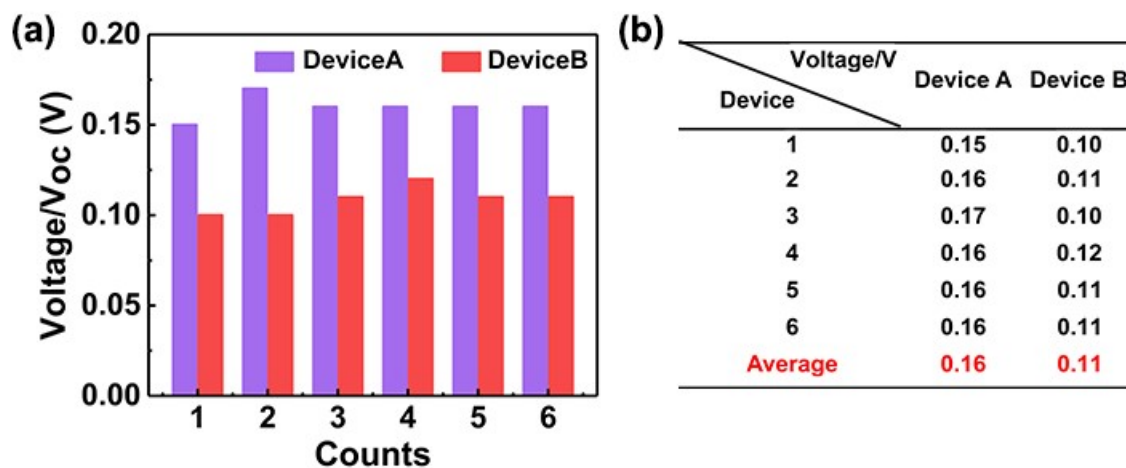 (a)
0.20
0.15
0.10
0.05
0.00
Voltage/Voc (V)
DeviceA DeviceB
1 2 3 4 5 6
Counts
(b)
Voltage/V
Device
Device A Device B
1 0.15 0.10
2 0.16 0.11
3 0.17 0.10
4 0.16 0.12
5 0.16 0.11
6 0.16 0.11
Average 0.16 0.11